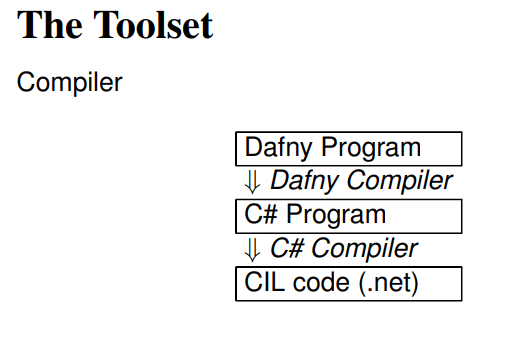 The Toolset
Compiler
Dafny Program
⇓ Dafny Compiler
C# Program
⇓ C# Compiler
CIL code (.net)